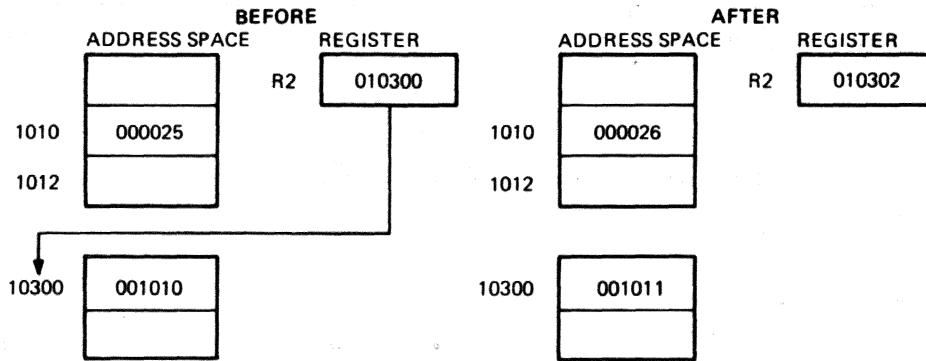 BEFORE AFTER
ADDRESS SPACE REGISTER ADDRESS SPACE REGISTER
R2 010300 R2 010302
1010 000025 1010 000026
1012 1012
10300 001010 10300 001011